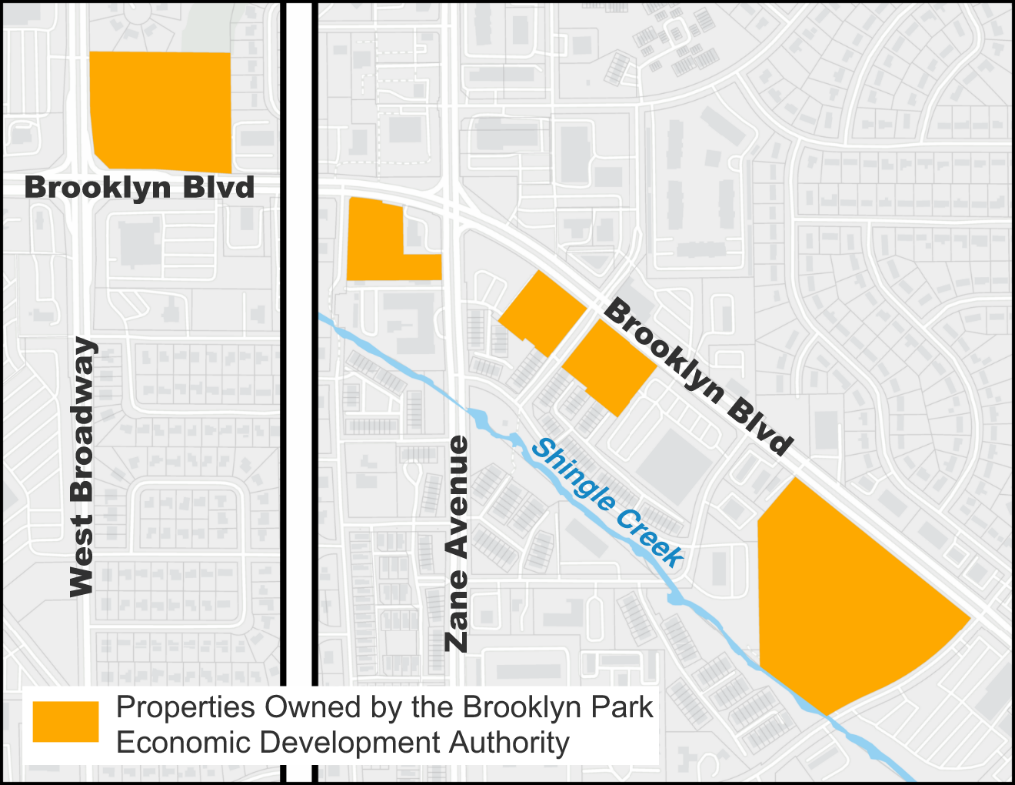 Brooklyn Blvd
Brooklyn Blvd
West Broadway
Zane Avenue
Shingle Creek
Properties Owned by the Brooklyn Park
Economic Development Authority